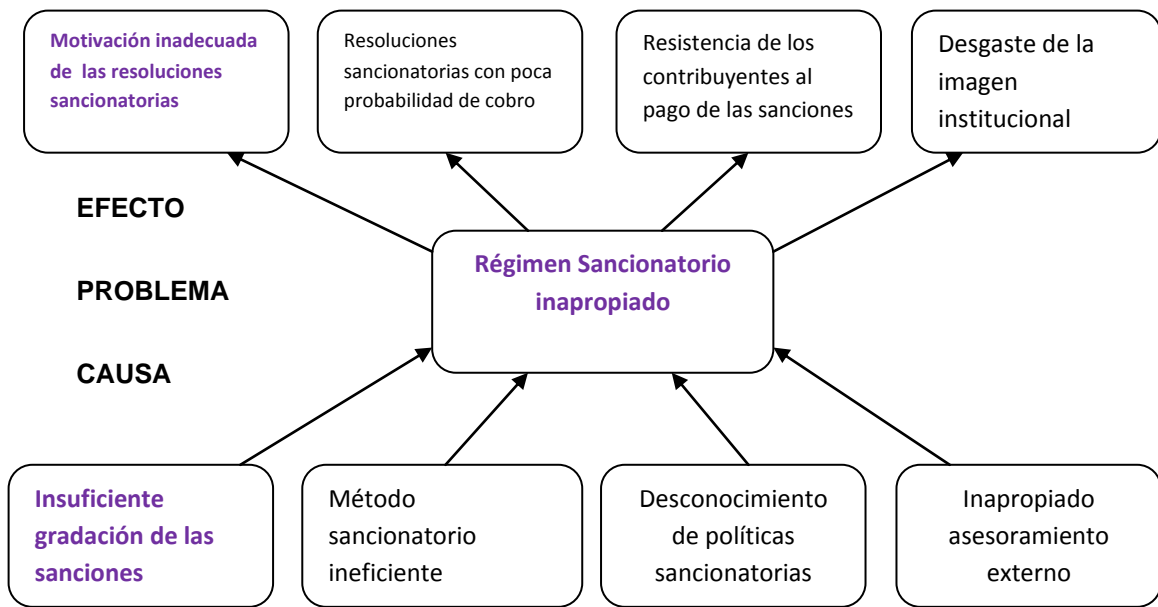 Motivación inadecuada
de las resoluciones
sancionatorias
Resoluciones
sancionatorias con poca
probabilidad de cobro
Resistencia de los
contribuyentes al
pago de las sanciones
Desgaste de la
imagen
institucional
EFECTO
PROBLEMA
CAUSA
Régimen Sancionatorio
inapropiado
Insuficiente
gradación de las
sanciones
Método
sancionatorio
ineficiente
Desconocimiento
de políticas
sancionatorias
Inapropiado
asesoramiento
externo